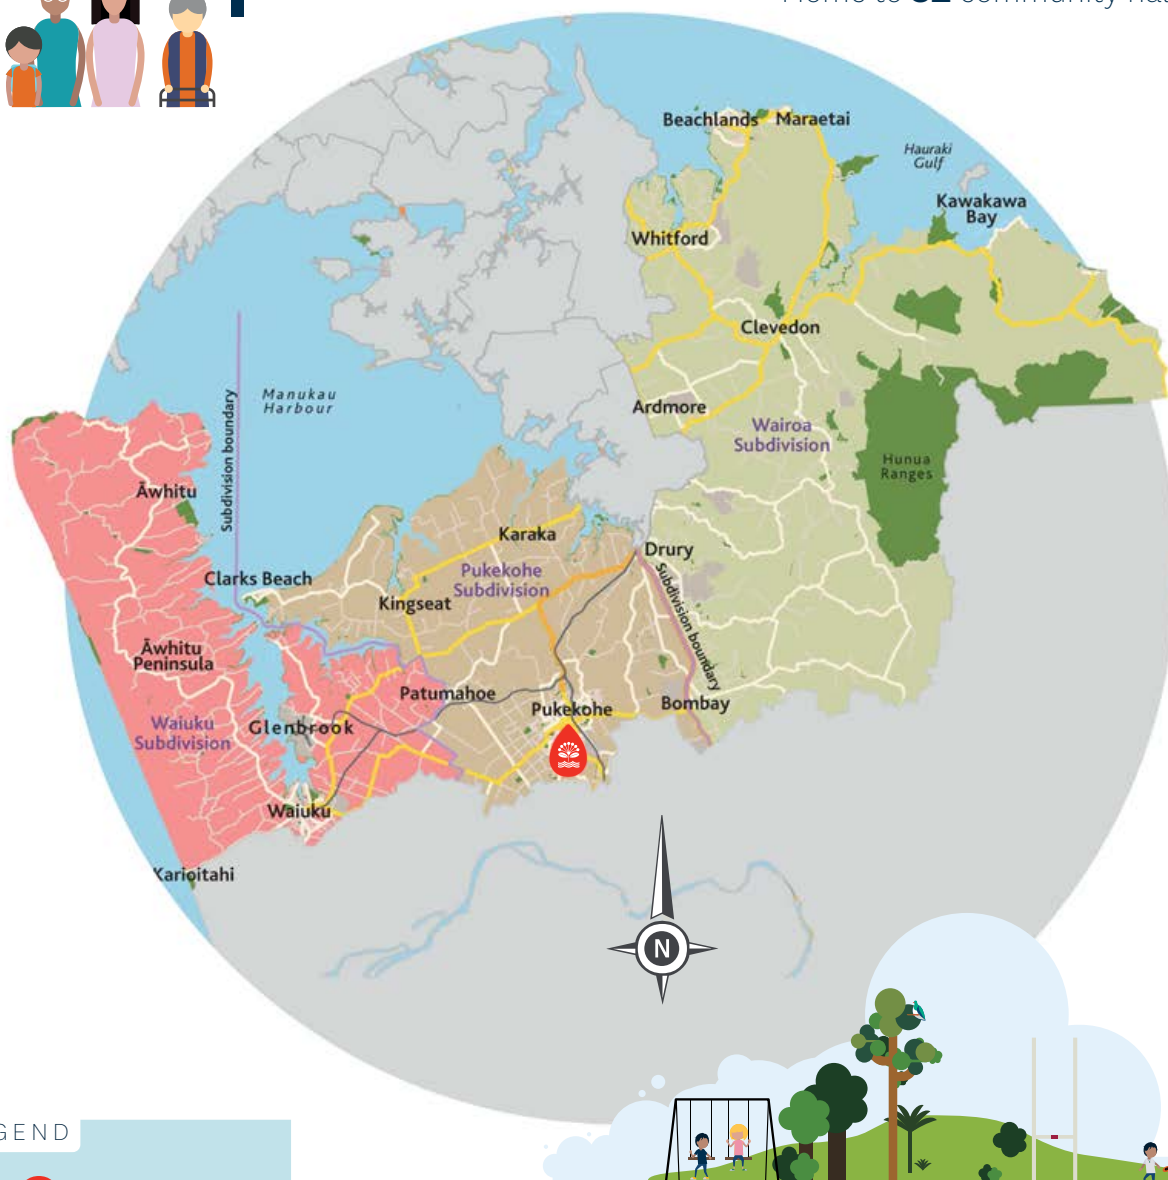 Beachlands
Maraetai
Hauraki
Gulf
Kawakawa
Bay
Whitford
Clevedon
Manukau
Harbour
Ardmore
Wairoa
Subdivision
Hunua
Ranges
Subdivision boundary
Āwhitu
Karaka
Drury
Pukekohe
Subdivision
Clarks Beach
Kingseat
Subdivision boundary
Āwhitu
Peninsula
Patumahoe
Pukekohe
Bombay
Waiuku
Subdivision
Glenbrook
Waiuku
Karioitahi
N
GEND